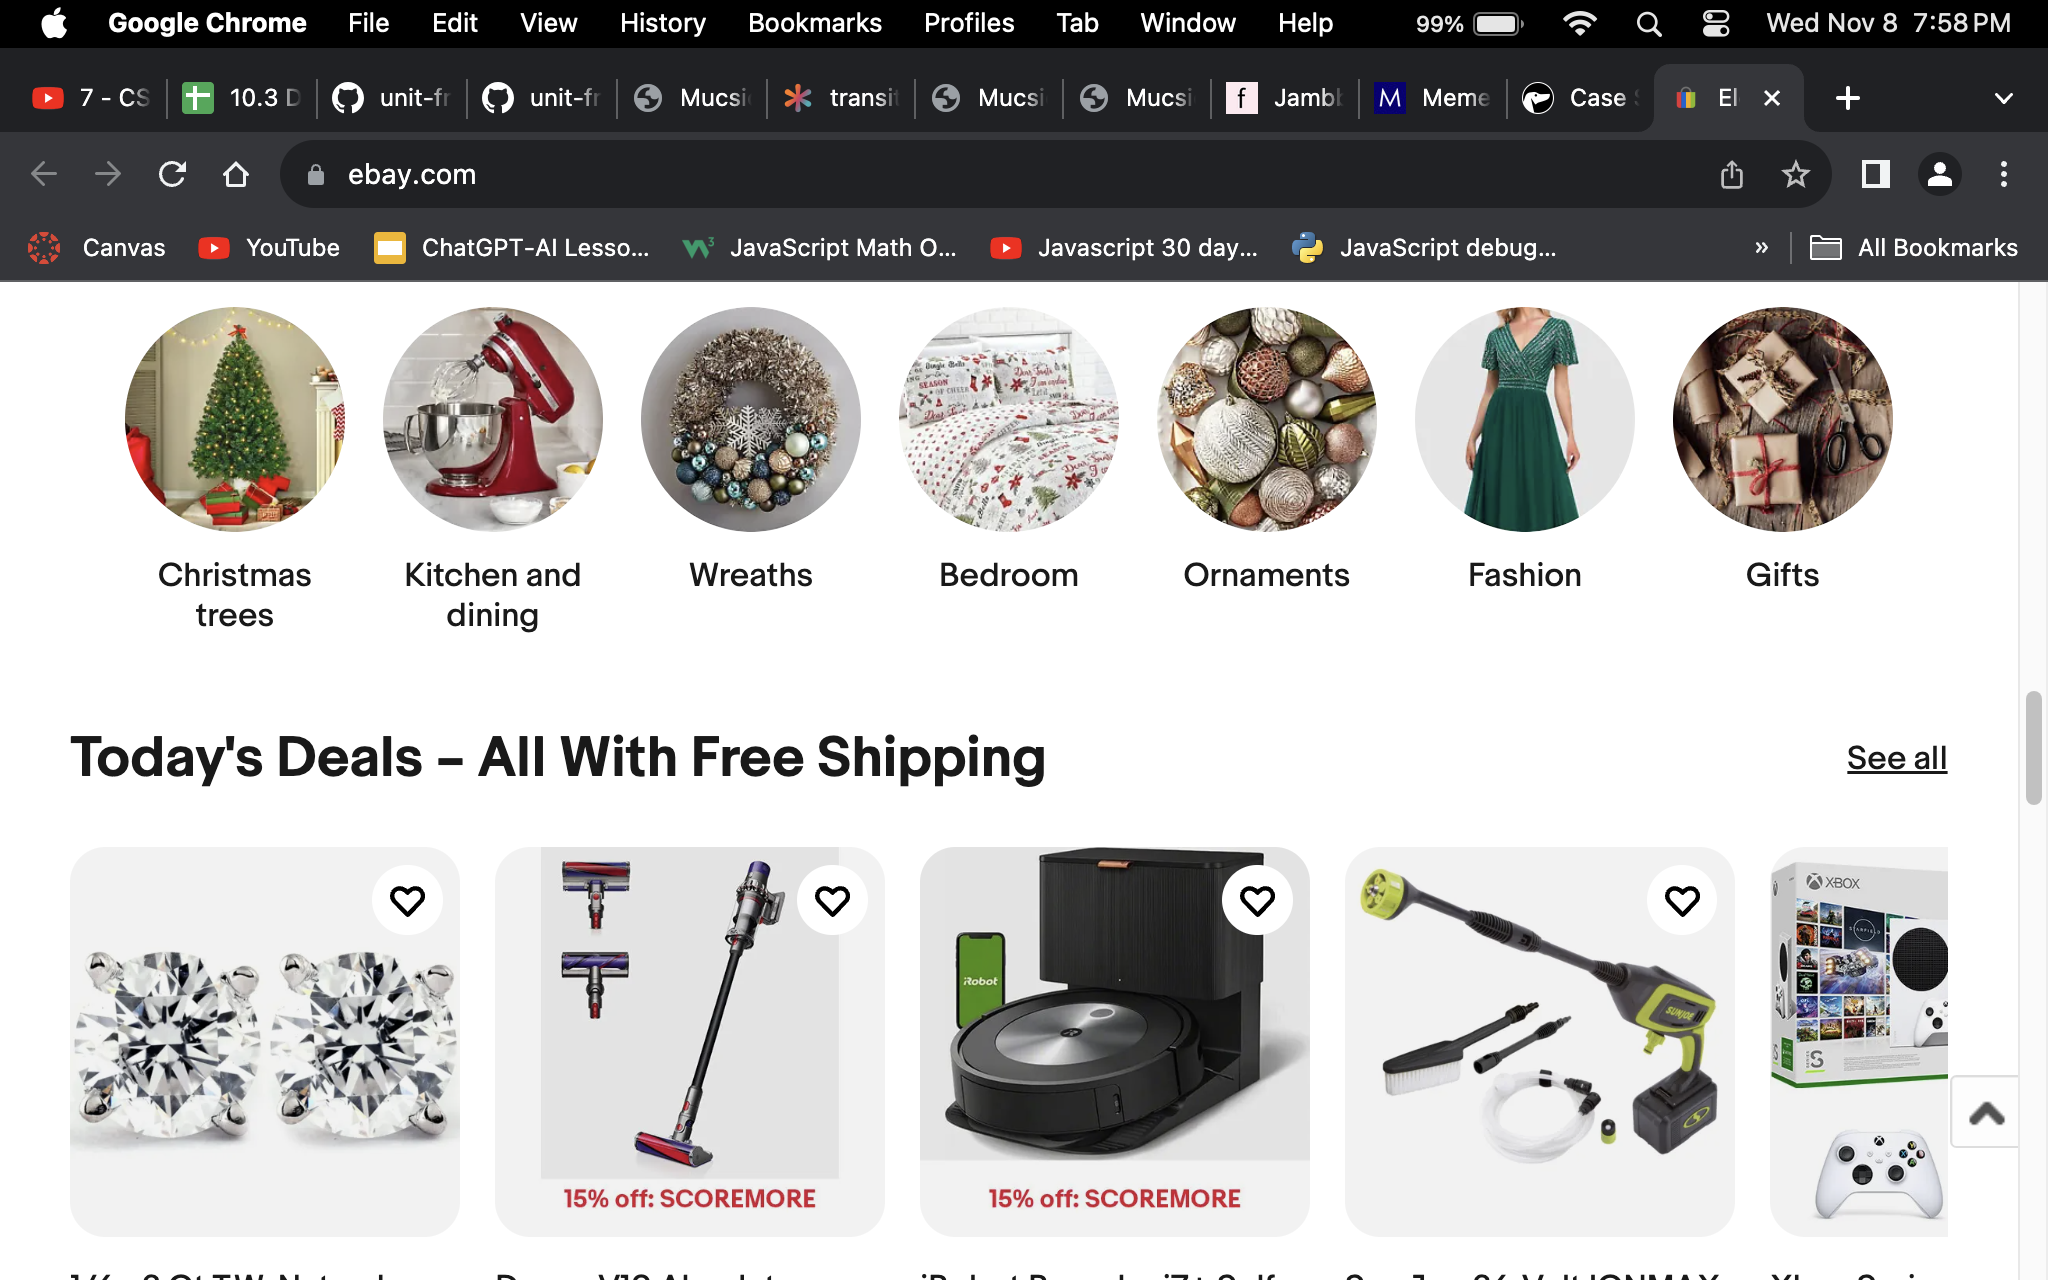 Google Chrome File Edit View History Bookmarks Profiles Tab Window Help 99% Wed Nov 8 7:58 PM
7 - CS 10.3 D unit-fr unit-fr Mucsi transit Mucsi Mucsi Jambb Meme Case S El
ebay.com
Canvas YouTube ChatGPT-AI Lesso... JavaScript Math O... Javascript 30 day... JavaScript debug... » All Bookmarks
Christmas trees
Kitchen and dining
Wreaths
Bedroom
Ornaments
Fashion
Gifts
Today's Deals – All With Free Shipping
See all
iRobot
SUNJOE
XBOX
STARFIELD
15% off: SCOREMORE
15% off: SCOREMORE